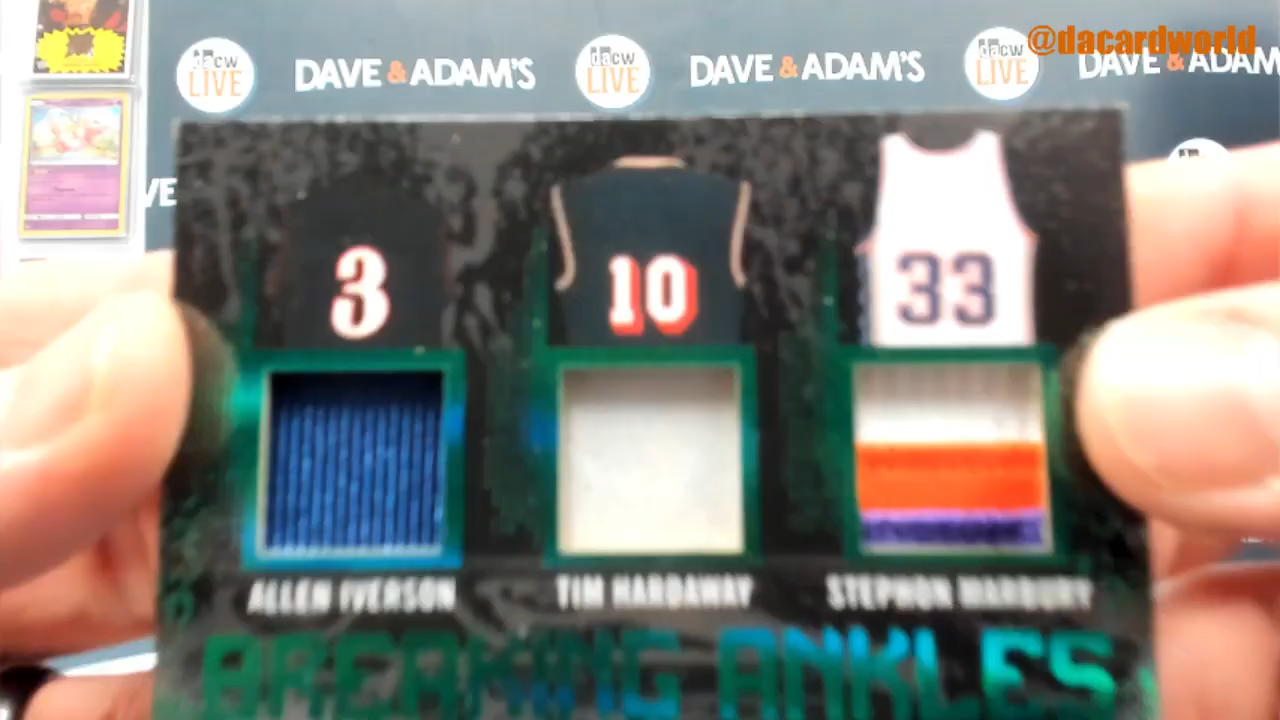 @dacardworld
dacw LIVE DAVE & ADAM'S dacw LIVE DAVE & ADAM'S dacw LIVE DAVE & ADAM'S
3 10 33
ALLEN IVERSON TIM HARDAWAY STEPHON MARBURY
BREAKING ANKLES